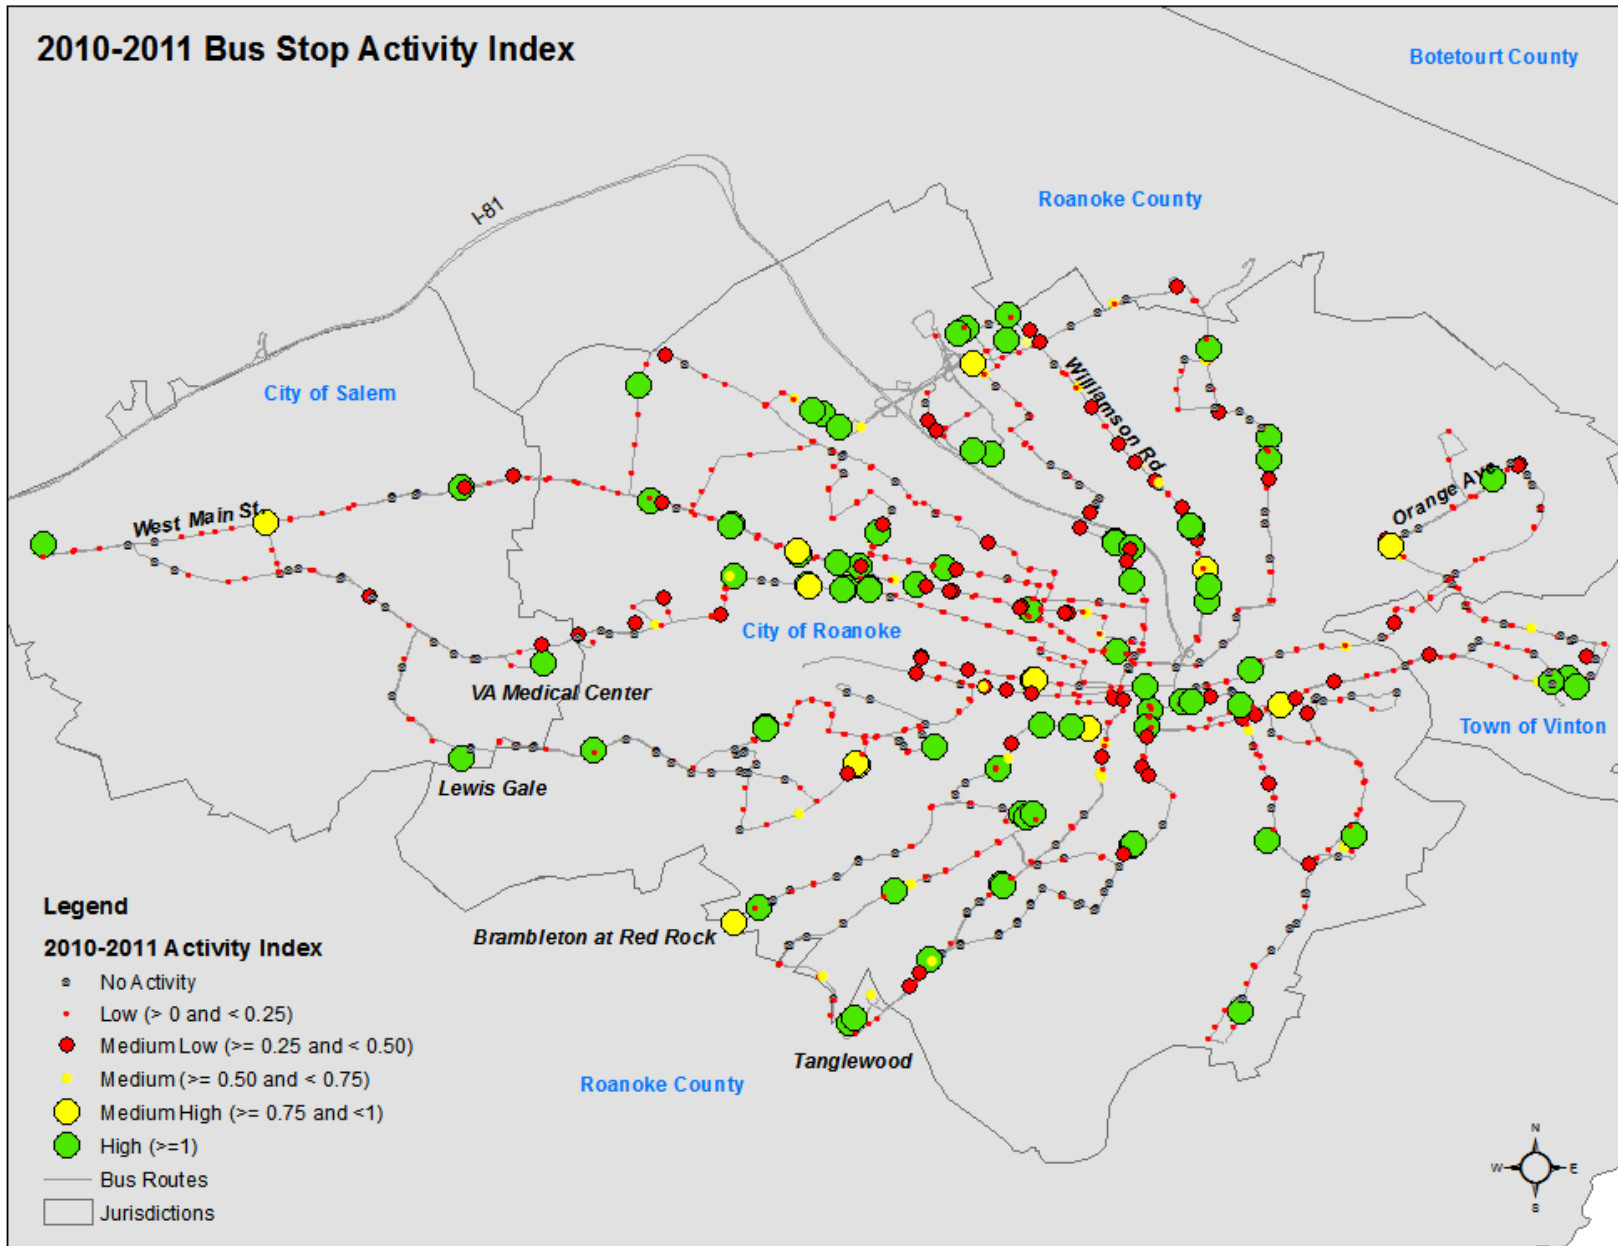 2010-2011 Bus Stop Activity Index
Botetourt County
Roanoke County
I-81
City of Salem
Williamson Rd
Orange Ave
West Main St.
City of Roanoke
VA Medical Center
Town of Vinton
Lewis Gale
Brambleton at Red Rock
Tanglewood
Roanoke County
Legend
2010-2011 Activity Index
No Activity
Low (> 0 and < 0.25)
Medium Low (>= 0.25 and < 0.50)
Medium (>= 0.50 and < 0.75)
Medium High (>= 0.75 and <1)
High (>=1)
Bus Routes
Jurisdictions
N
W E
S